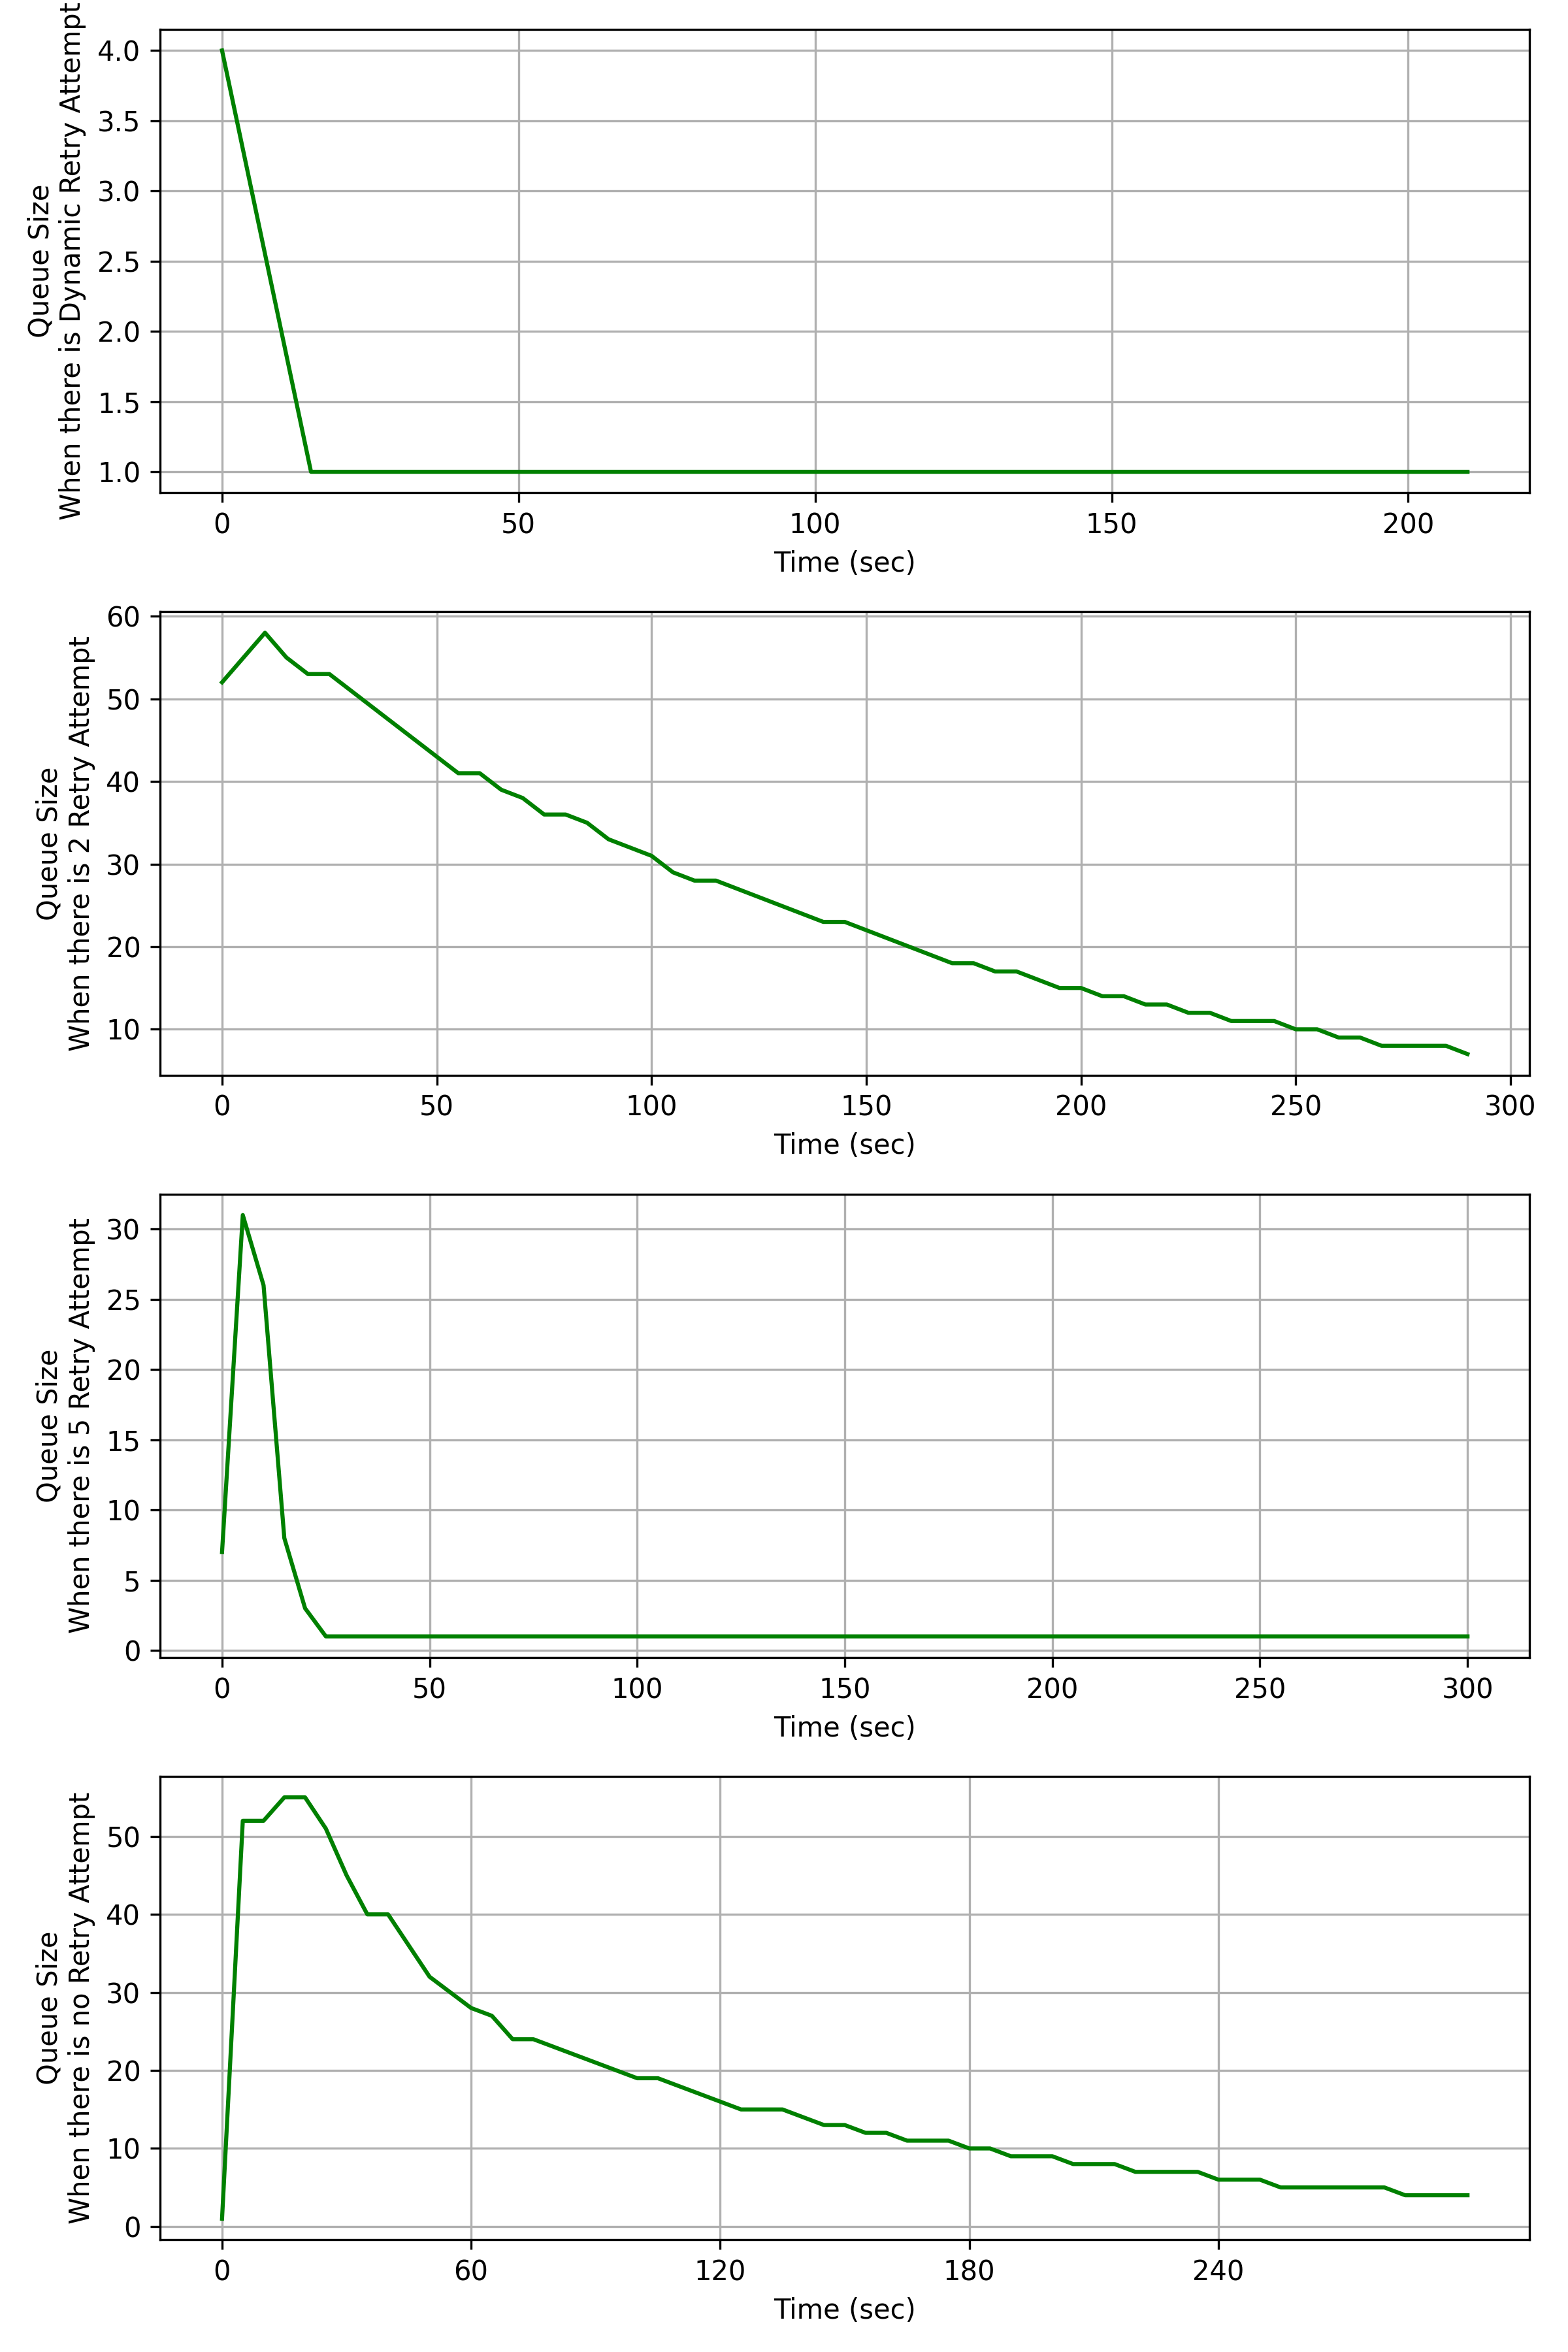 Queue Size
When there is Dynamic Retry Attempt
4.0
3.5
3.0
2.5
2.0
1.5
1.0
0 50 100 150 200
Time (sec)
Queue Size
When there is 2 Retry Attempt
60
50
40
30
20
10
0 50 100 150 200 250 300
Time (sec)
Queue Size
When there is 5 Retry Attempt
30
25
20
15
10
5
0
0 50 100 150 200 250 300
Time (sec)
Queue Size
When there is no Retry Attempt
50
40
30
20
10
0
0 60 120 180 240
Time (sec)